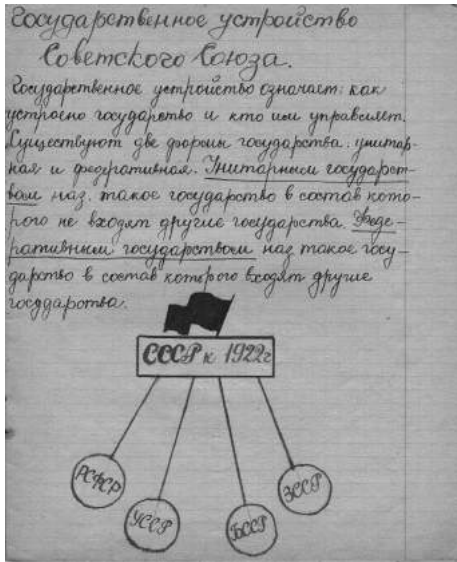 Государственное устройство
Советского Союза.
Государственное устройство означает: как
устроено государство и кто им управляет.
Существуют две формы государства: унитар-
ная и федративная. Унитарным государст-
вом наз. такое государство в состав кото-
рого не входят другие государства. Феде-
ративным государством наз такое госу-
дарство в состав которого входят другие
государства.
СССР к 1922г
РСФСР
УССР
БССР
ЗССР